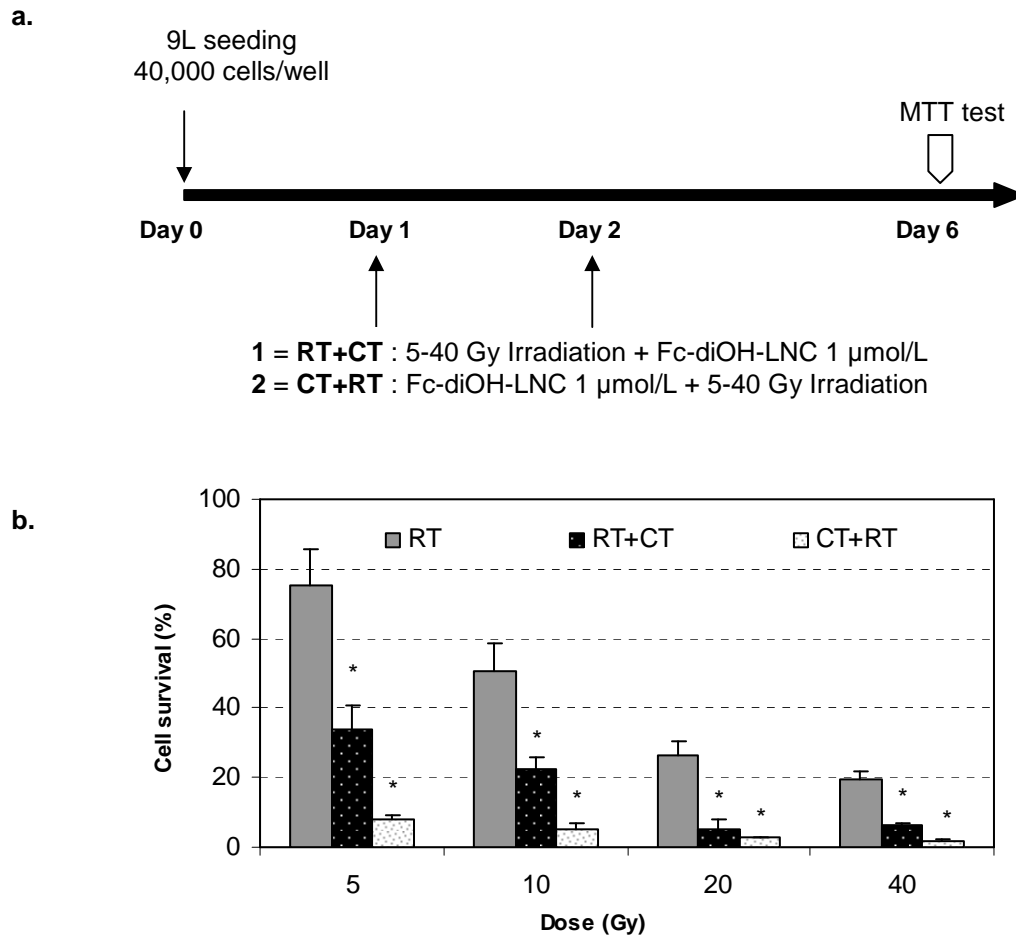 a.
9L seeding
40,000 cells/well
MTT test
Day 0 Day 1 Day 2 Day 6
1 = RT+CT : 5-40 Gy Irradiation + Fc-diOH-LNC 1 µmol/L
2 = CT+RT : Fc-diOH-LNC 1 µmol/L + 5-40 Gy Irradiation
b.
Cell survival (%)
100
80
60
40
20
0
RT RT+CT CT+RT
* * * * * * * *
5 10 20 40
Dose (Gy)